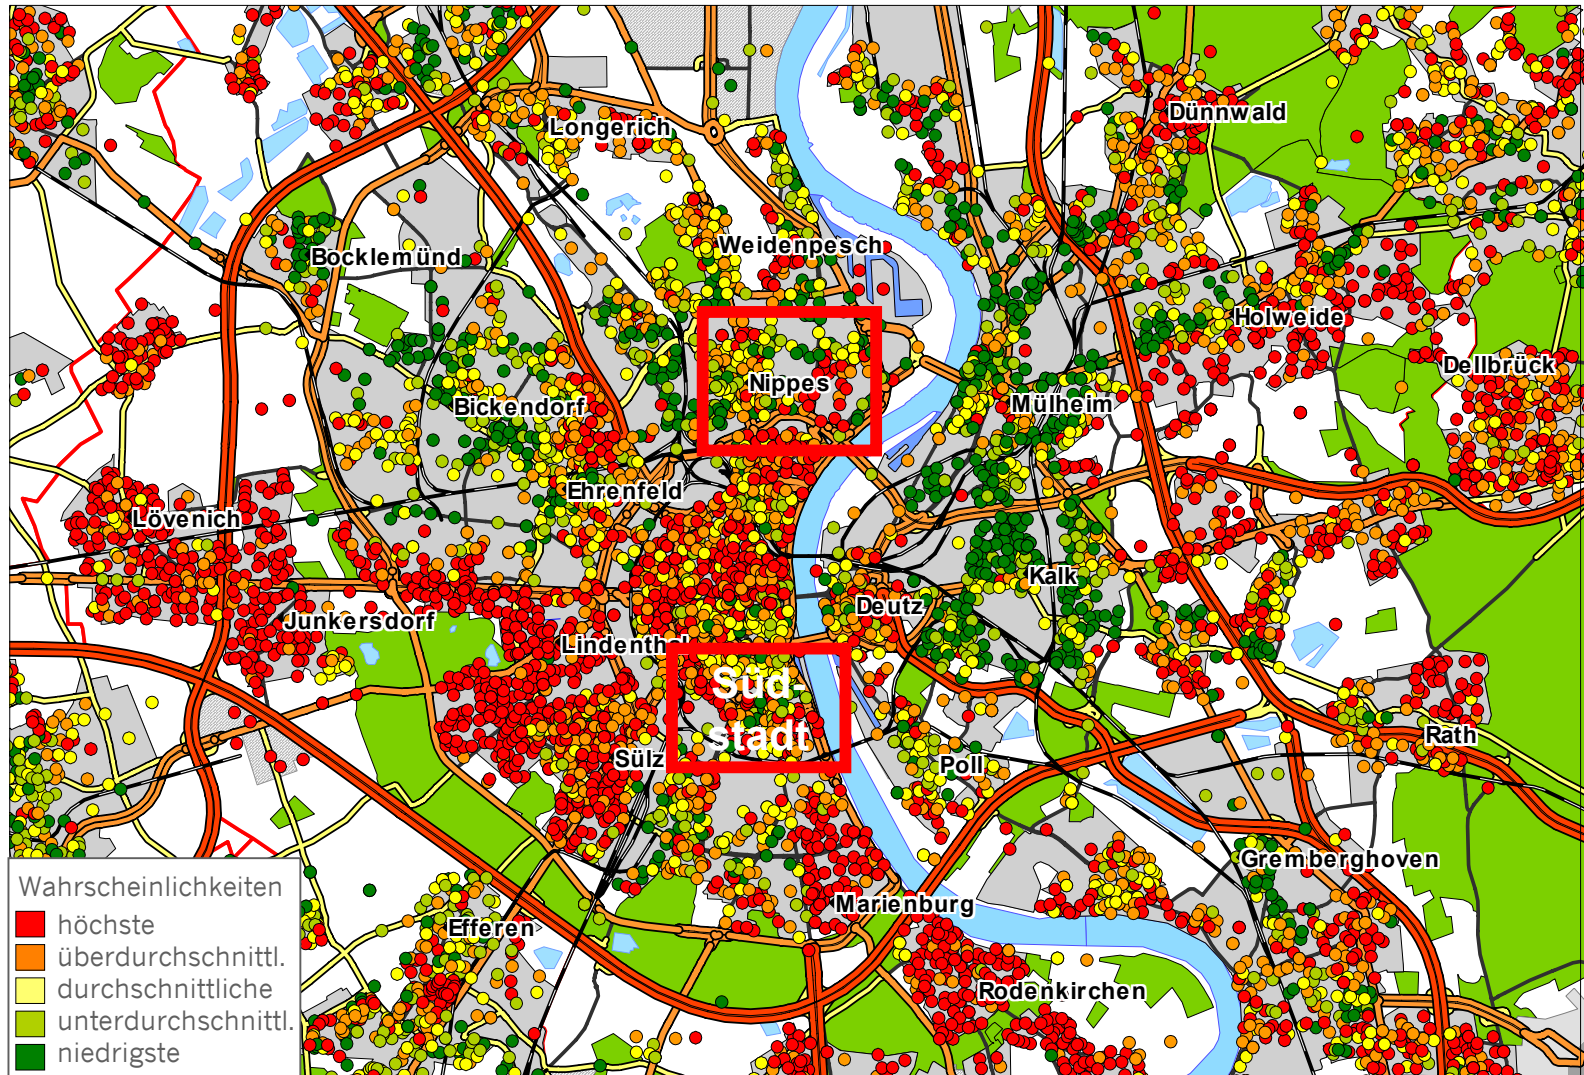 Longerich
Dünnwald
Weidenpesch
Bocklemünd
Holweide
Dellbrück
Nippes
Bickendorf
Mülheim
Ehrenfeld
Lövenich
Kalk
Deutz
Junkersdorf
Lindenth
Süd-
stadt
Sülz
Rath
Poll
Gremberghoven
Marienburg
Efferen
Rodenkirchen
Wahrscheinlichkeiten
höchste
überdurchschnittl.
durchschnittliche
unterdurchschnittl.
niedrigste